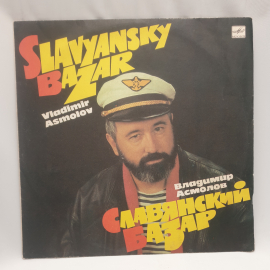 SLAVYANSKY
BAZAR
Vladimir
Asmolov
Владимир
Асмолов
СЛАВЯНСКИЙ
БАЗАР